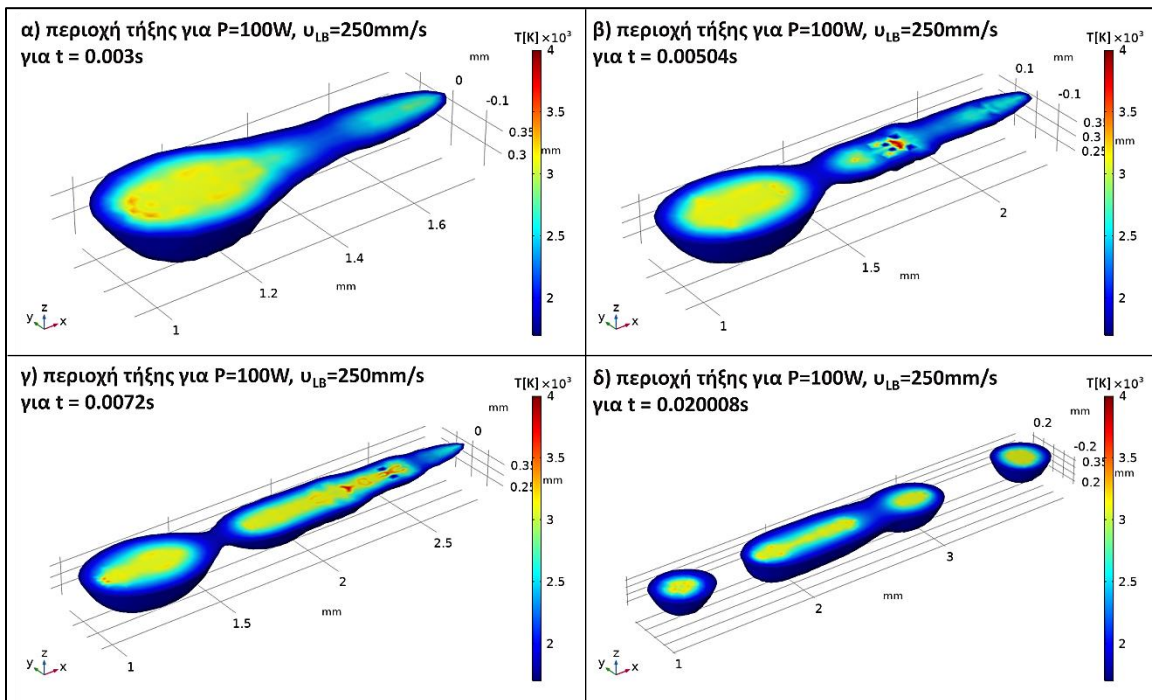 α) περιοχή τήξης για P=100W, υLB=250mm/s
για t = 0.003s
T[K] ×10³
4
3.5
mm
3
2.5
2
mm
0
-0.1
0.35
0.3
1.6
1.4
1.2
1
mm
y z x
β) περιοχή τήξης για P=100W, υLB=250mm/s
για t = 0.00504s
T[K] ×10³
4
3.5
mm
3
2.5
2
mm
0.1
-0.1
0.35
0.3
0.25
2
1.5
1
mm
y z x
γ) περιοχή τήξης για P=100W, υLB=250mm/s
για t = 0.0072s
T[K] ×10³
4
3.5
mm
3
2.5
2
mm
0
0.35
0.25
2.5
2
1.5
1
mm
y z x
δ) περιοχή τήξης για P=100W, υLB=250mm/s
για t = 0.020008s
T[K] ×10³
4
3.5
mm
3
2.5
2
mm
0.2
-0.2
0.35
0.2
3
2
1
mm
y z x